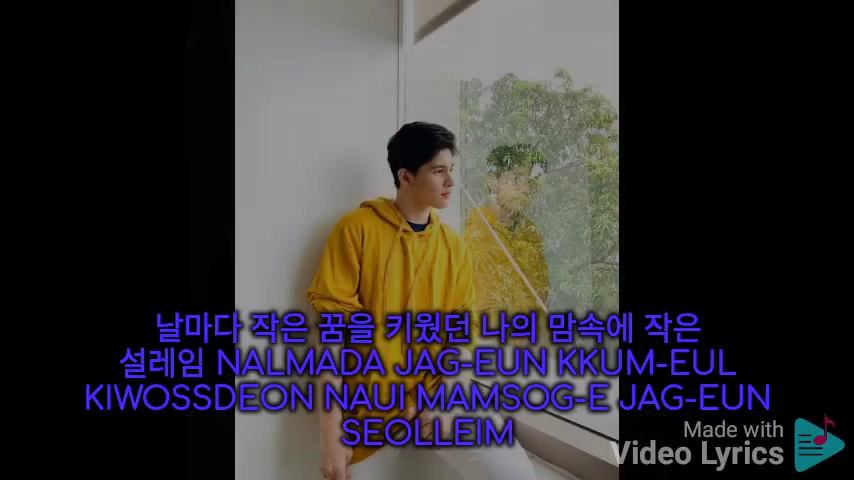 날마다 작은 꿈을 키웠던 나의 맘속에 작은
설레임 NALMADA JAG-EUN KKUM-EUL
KIWOSSDEON NAUI MAMSOG-E JAG-EUN
SEOLLEIM
Made with
Video Lyrics